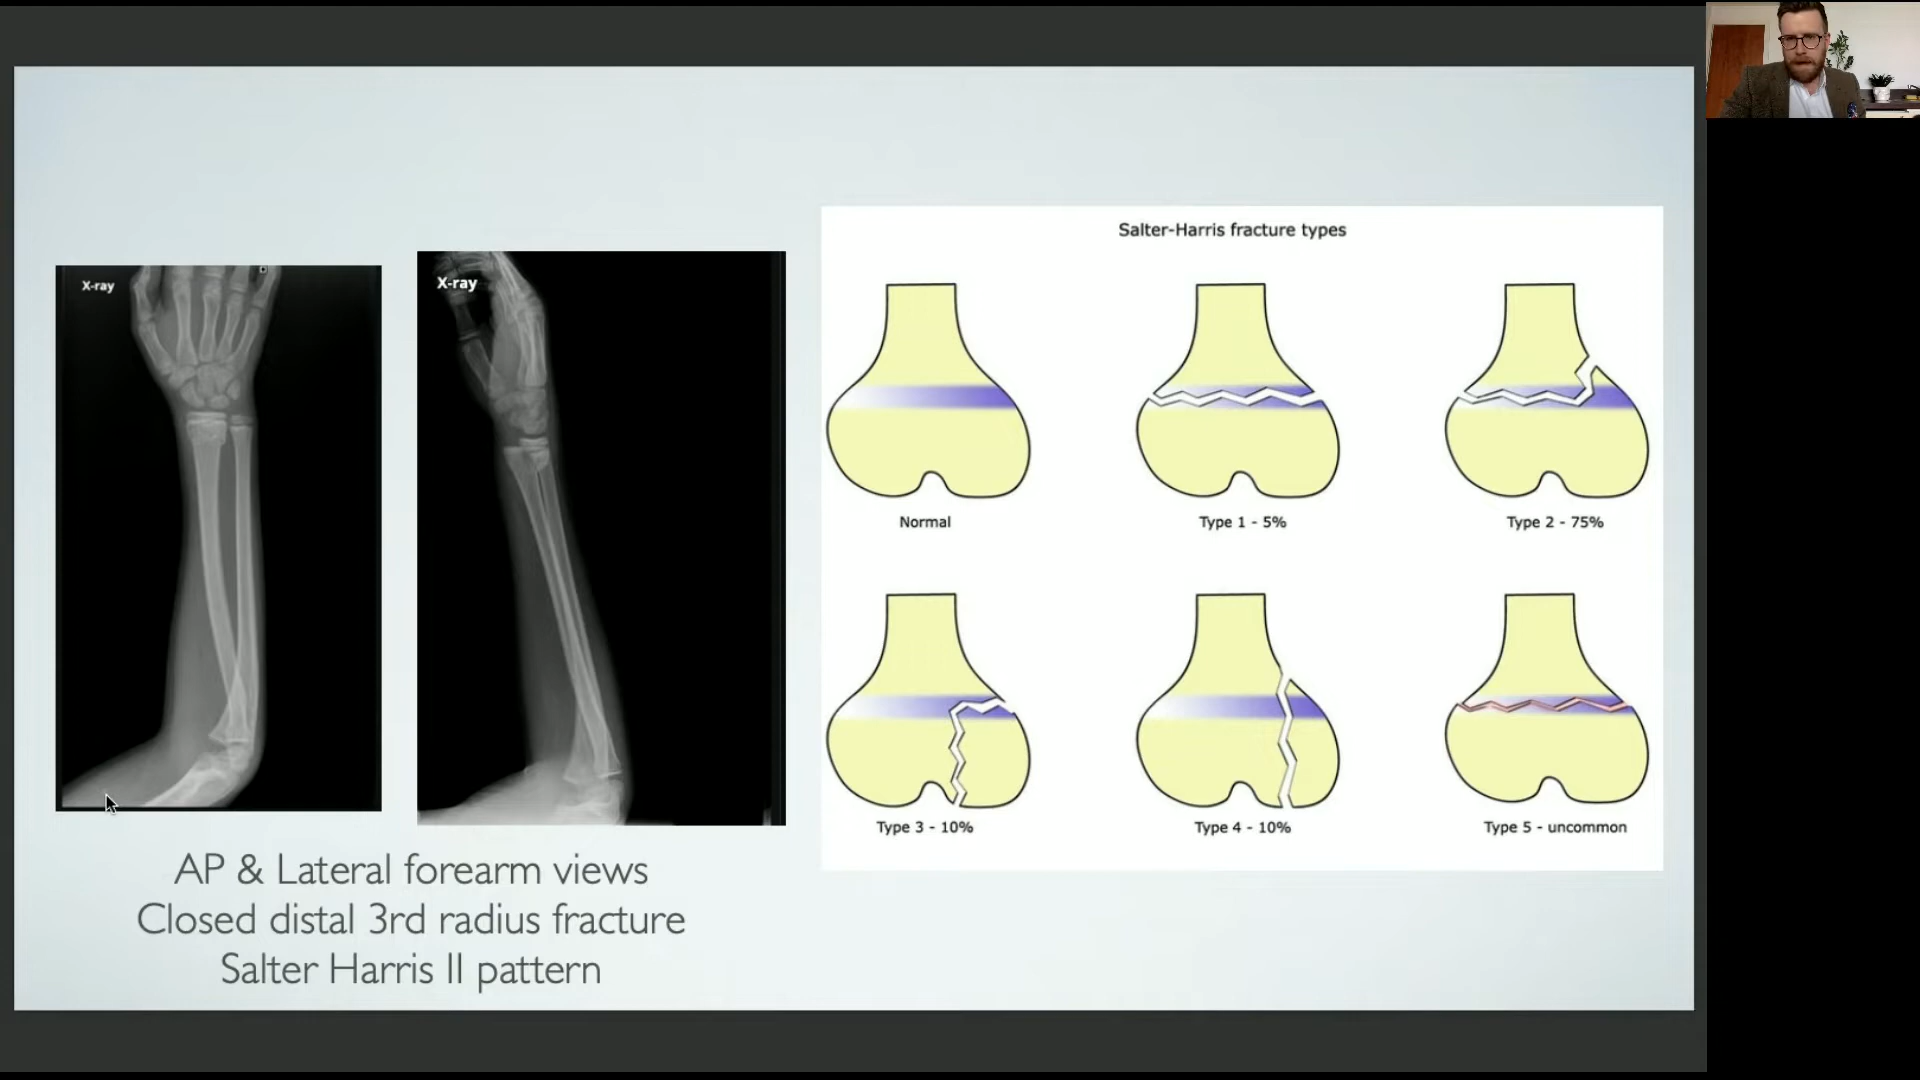 X-ray
X-ray
AP & Lateral forearm views
Closed distal 3rd radius fracture
Salter Harris II pattern
Salter-Harris fracture types
Normal
Type 1 - 5%
Type 2 - 75%
Type 3 - 10%
Type 4 - 10%
Type 5 - uncommon